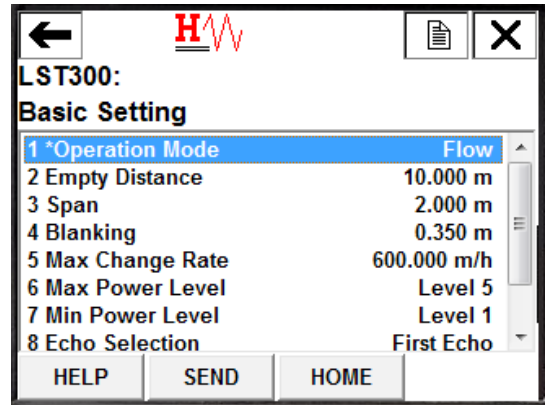 H
LST300:
Basic Setting
1 *Operation Mode Flow
2 Empty Distance 10.000 m
3 Span 2.000 m
4 Blanking 0.350 m
5 Max Change Rate 600.000 m/h
6 Max Power Level Level 5
7 Min Power Level Level 1
8 Echo Selection First Echo
HELP SEND HOME